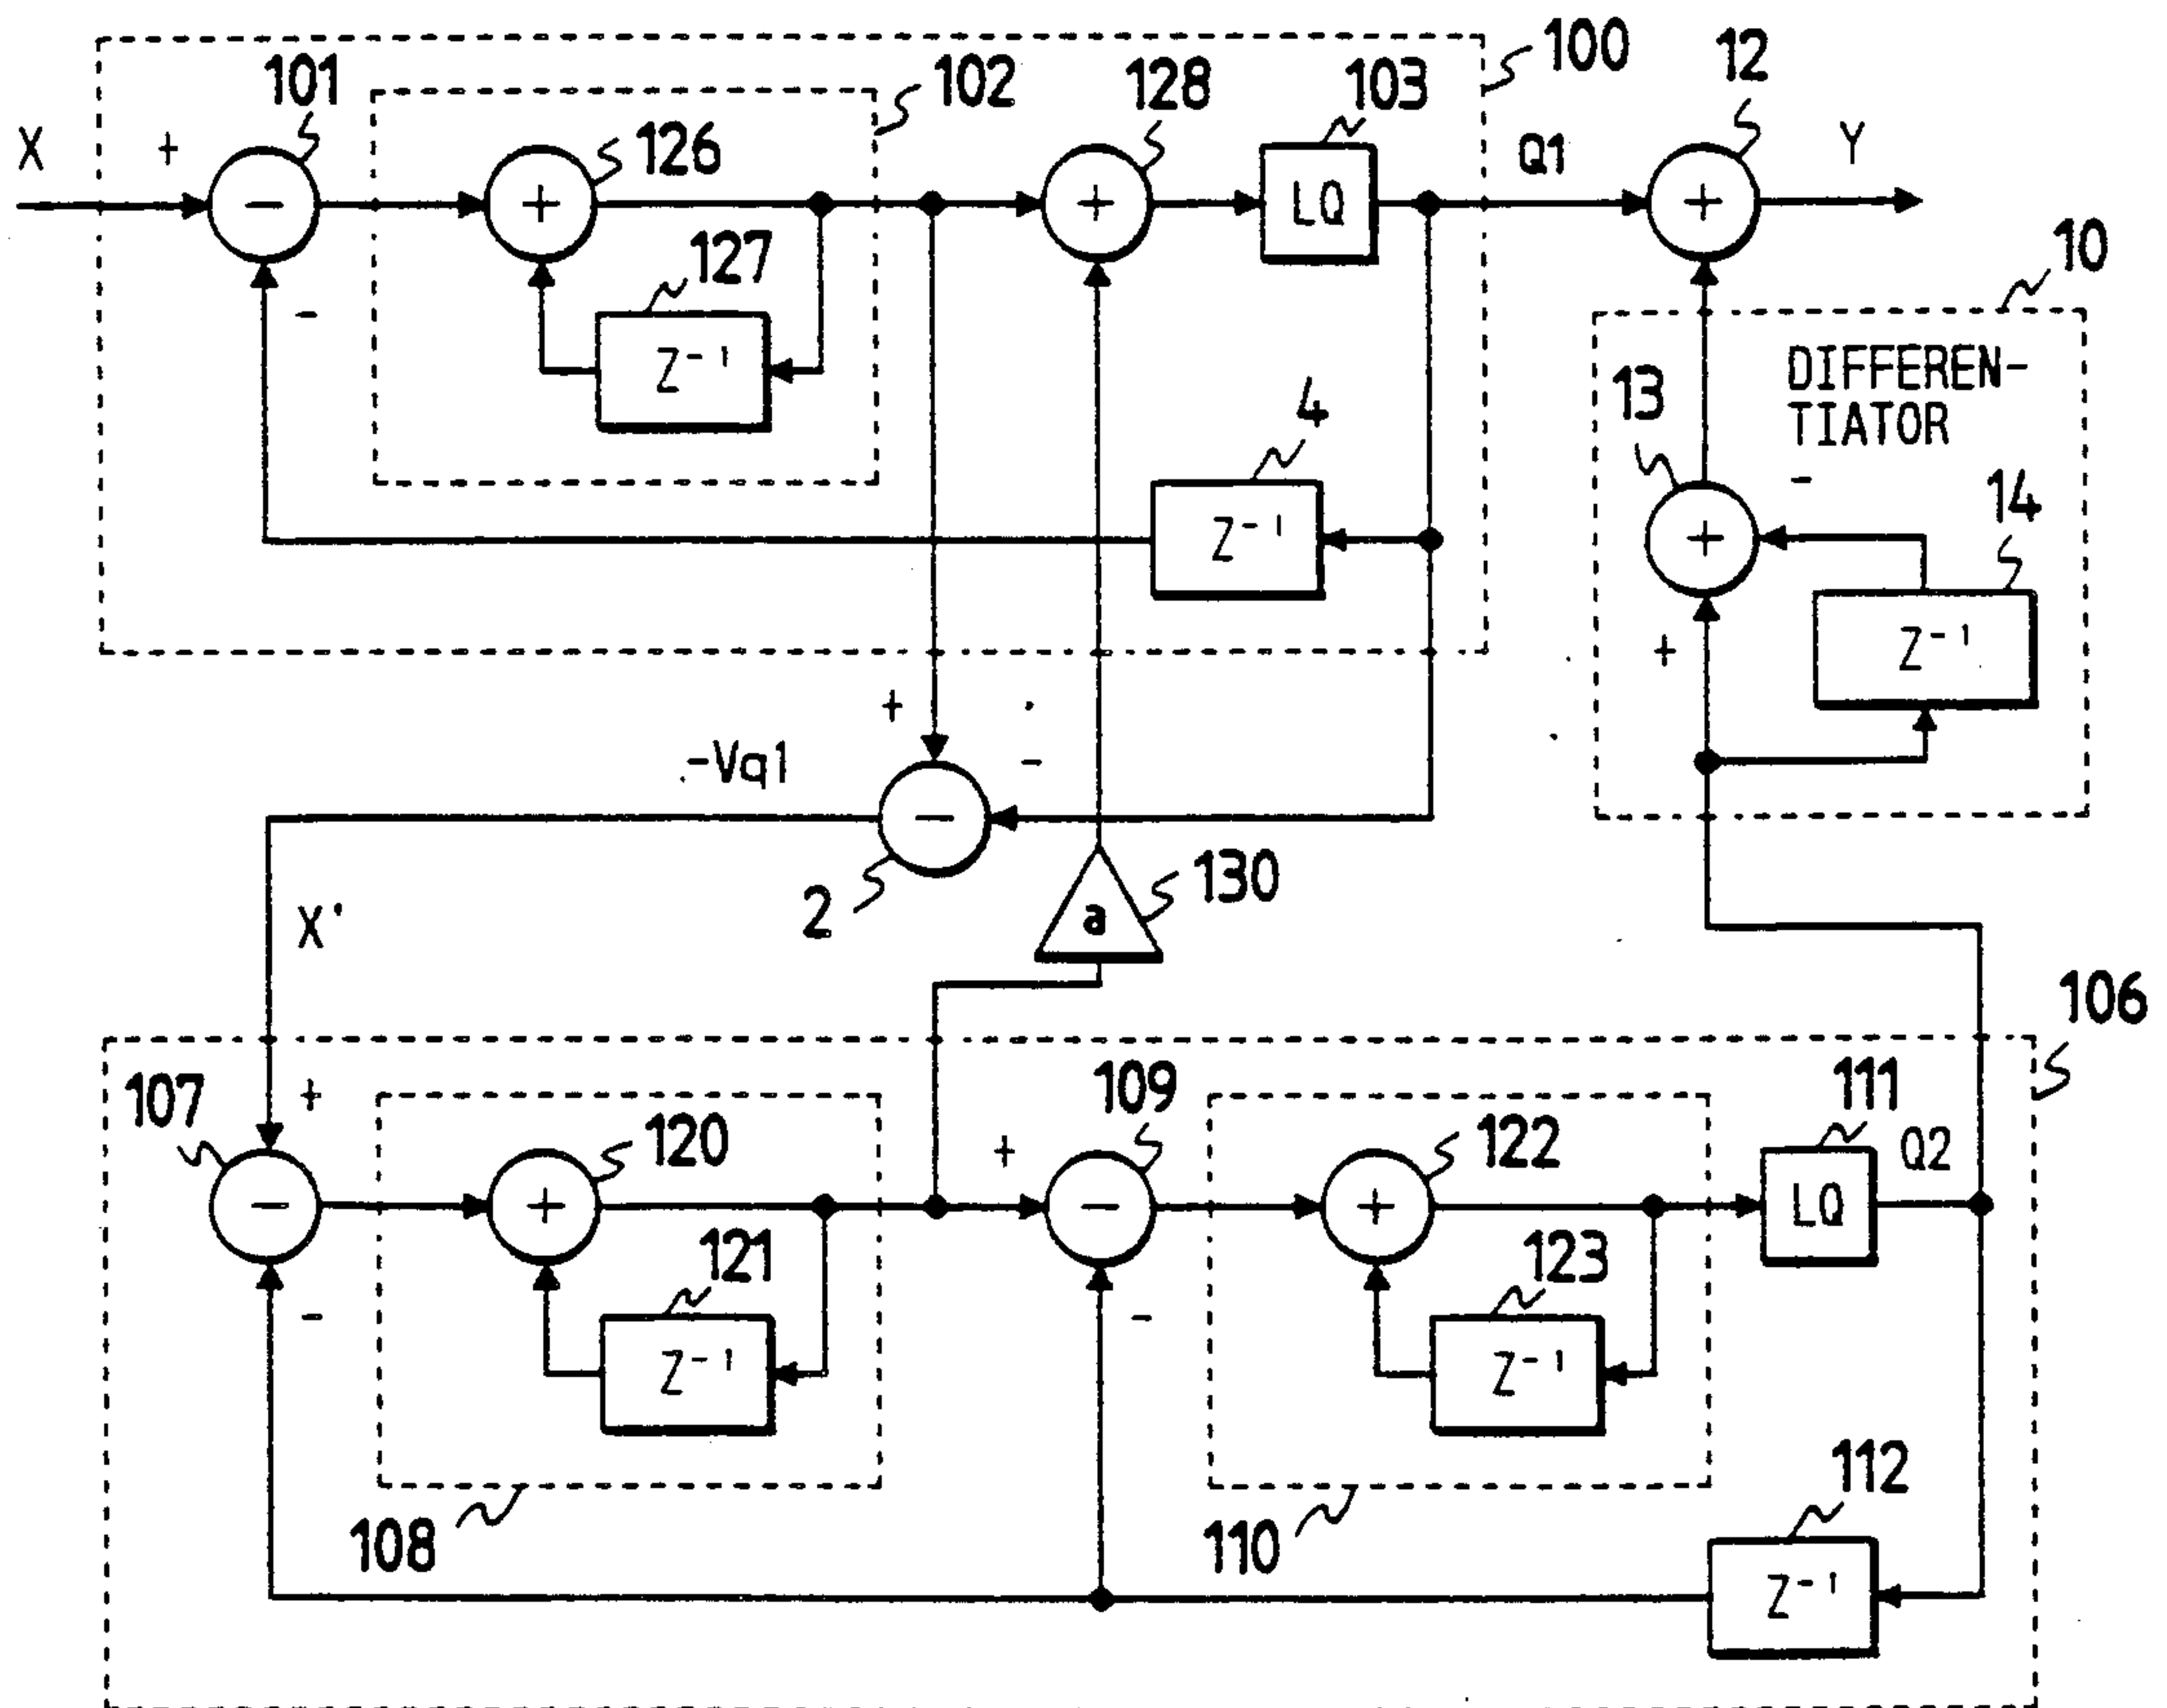 100
12
101
102
128
103
X
+
126
Q1
Y
−
+
+
LQ
+
127
10
-
Z⁻¹
DIFFEREN-
TIATOR
13
4
-
14
Z⁻¹
+
+
Z⁻¹
+
-
-Vq1
−
2
130
X'
a
106
107
+
120
109
111
+
122
Q2
−
+
−
+
LQ
121
123
-
-
Z⁻¹
Z⁻¹
112
108
110
Z⁻¹